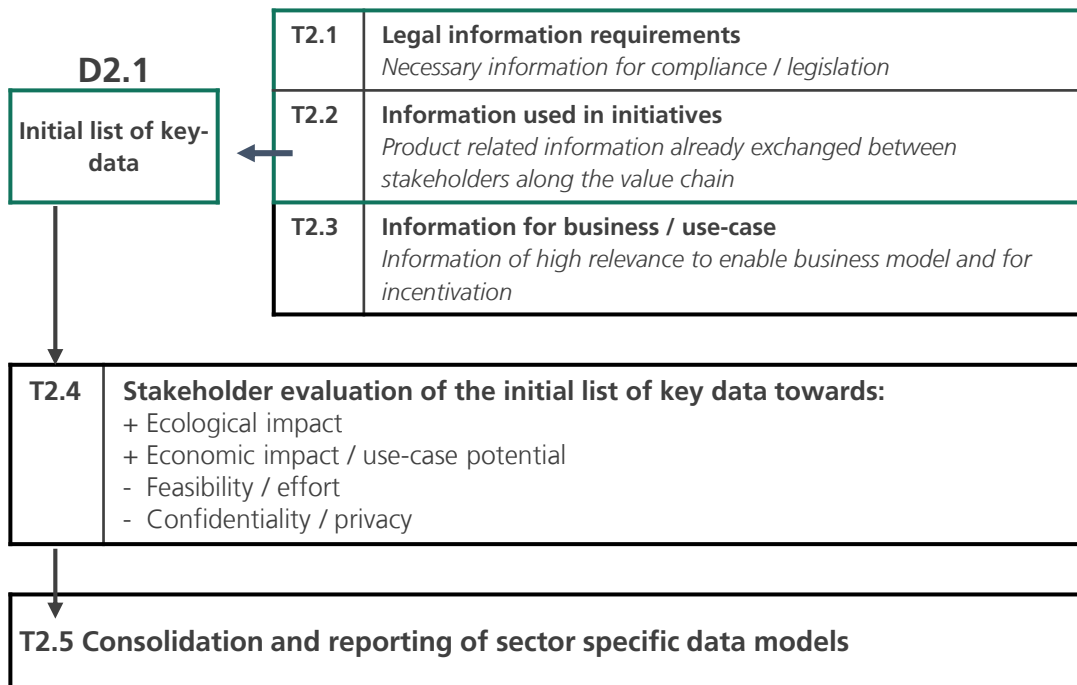 D2.1
Initial list of key-
data
T2.1 Legal information requirements
Necessary information for compliance / legislation
T2.2 Information used in initiatives
Product related information already exchanged between
stakeholders along the value chain
T2.3 Information for business / use-case
Information of high relevance to enable business model and for
incentivation
T2.4 Stakeholder evaluation of the initial list of key data towards:
+ Ecological impact
+ Economic impact / use-case potential
- Feasibility / effort
- Confidentiality / privacy
T2.5 Consolidation and reporting of sector specific data models